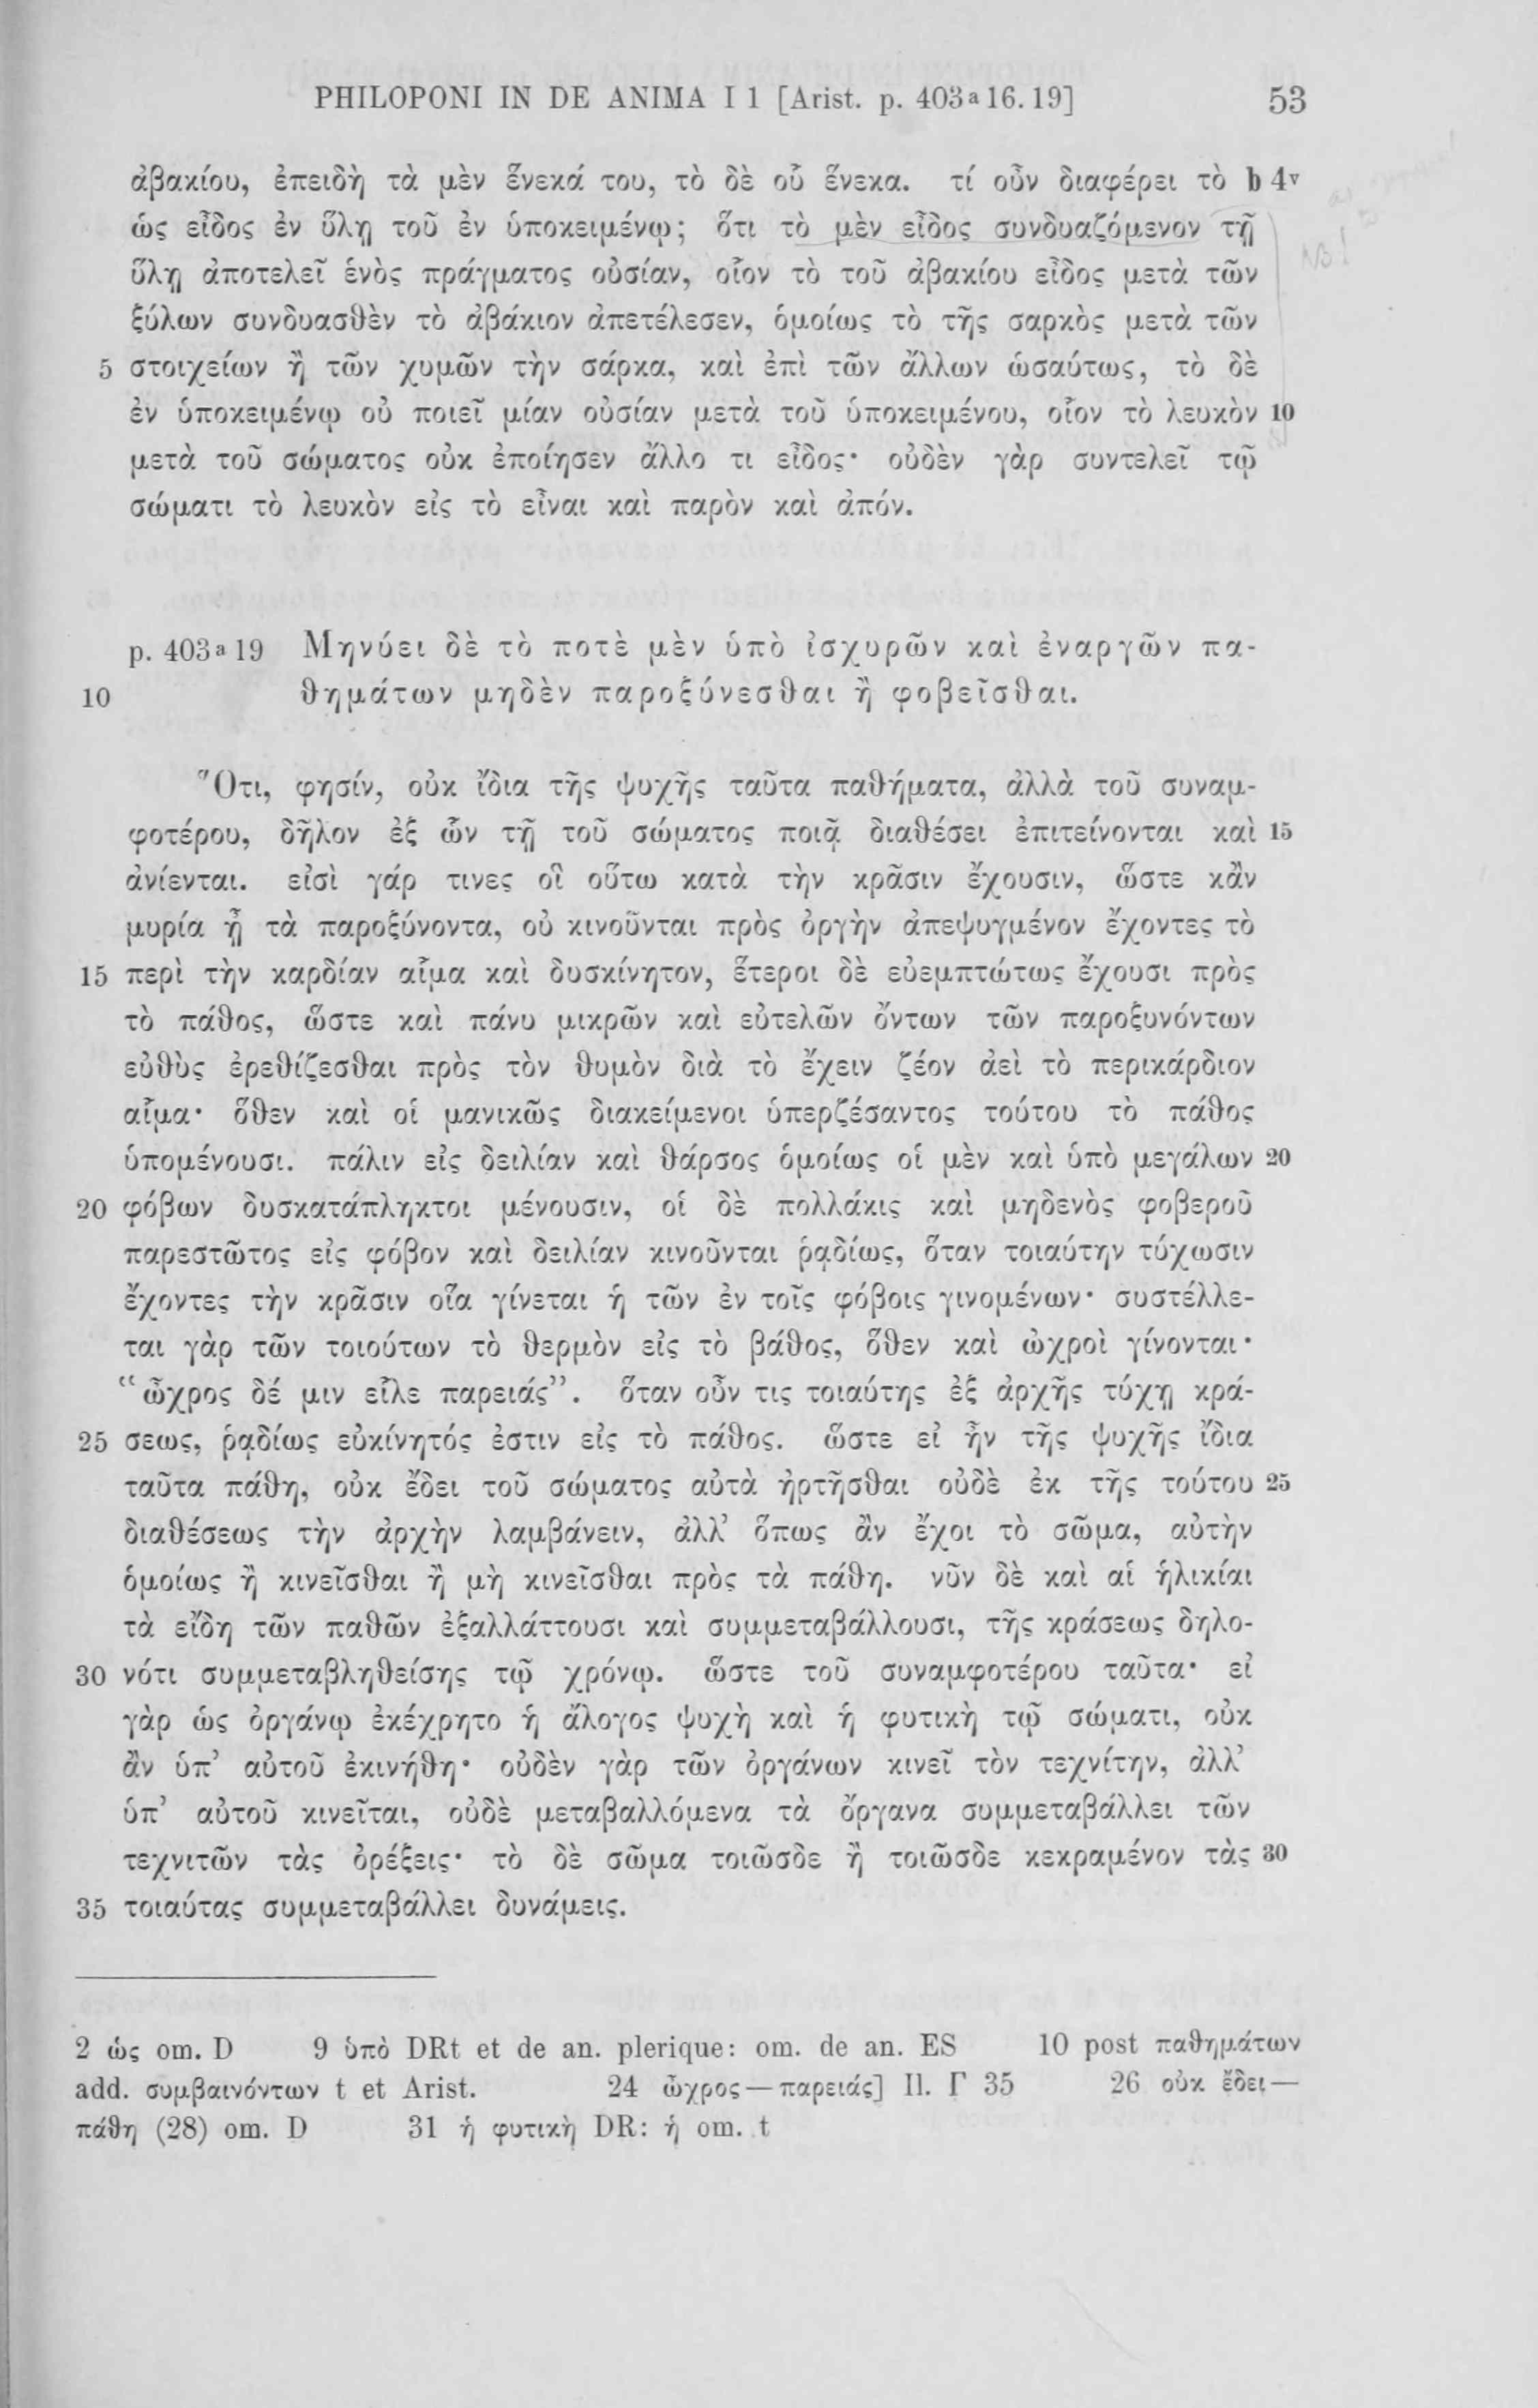 PHILOPONI IN DE ANIMA I 1 [Arist. p. 403ᵃ16.19] 53
ἀβακίου, ἐπειδὴ τὰ μὲν ἕνεκά του, τὸ δὲ οὗ ἕνεκα. τί οὖν διαφέρει τὸ b 4ᵛ
ὡς εἶδος ἐν ὕλῃ τοῦ ἐν ὑποκειμένῳ; ὅτι τὸ μὲν εἶδος συνδυαζόμενον τῇ
ὕλῃ ἀποτελεῖ ἑνὸς πράγματος οὐσίαν, οἷον τὸ τοῦ ἀβακίου εἶδος μετὰ τῶν
ξύλων συνδυασθὲν τὸ ἀβάκιον ἀπετέλεσεν, ὁμοίως τὸ τῆς σαρκὸς μετὰ τῶν
5 στοιχείων ἢ τῶν χυμῶν τὴν σάρκα, καὶ ἐπὶ τῶν ἄλλων ὡσαύτως, τὸ δὲ
ἐν ὑποκειμένῳ οὐ ποιεῖ μίαν οὐσίαν μετὰ τοῦ ὑποκειμένου, οἷον τὸ λευκὸν 10
μετὰ τοῦ σώματος οὐκ ἐποίησεν ἄλλο τι εἶδος· οὐδὲν γὰρ συντελεῖ τῷ
σώματι τὸ λευκὸν εἰς τὸ εἶναι καὶ παρὸν καὶ ἀπόν.
p. 403ᵃ19 Μηνύει δὲ τὸ ποτὲ μὲν ὑπὸ ἰσχυρῶν καὶ ἐναργῶν πα-
10 θημάτων μηδὲν παροξύνεσθαι ἢ φοβεῖσθαι.
Ὅτι, φησίν, οὐκ ἴδια τῆς ψυχῆς ταῦτα παθήματα, ἀλλὰ τοῦ συναμ-
φοτέρου, δῆλον ἐξ ὧν τῇ τοῦ σώματος ποιᾷ διαθέσει ἐπιτείνονται καὶ 15
ἀνίενται. εἰσὶ γάρ τινες οἳ οὕτω κατὰ τὴν κρᾶσιν ἔχουσιν, ὥστε κἂν
μυρία ᾖ τὰ παροξύνοντα, οὐ κινοῦνται πρὸς ὀργὴν ἀπεψυγμένον ἔχοντες τὸ
15 περὶ τὴν καρδίαν αἷμα καὶ δυσκίνητον, ἕτεροι δὲ εὐεμπτώτως ἔχουσι πρὸς
τὸ πάθος, ὥστε καὶ πάνυ μικρῶν καὶ εὐτελῶν ὄντων τῶν παροξυνόντων
εὐθὺς ἐρεθίζεσθαι πρὸς τὸν θυμὸν διὰ τὸ ἔχειν ζέον ἀεὶ τὸ περικάρδιον
αἷμα· ὅθεν καὶ οἱ μανικῶς διακείμενοι ὑπερζέσαντος τούτου τὸ πάθος
ὑπομένουσι. πάλιν εἰς δειλίαν καὶ θάρσος ὁμοίως οἱ μὲν καὶ ὑπὸ μεγάλων 20
20 φόβων δυσκατάπληκτοι μένουσιν, οἱ δὲ πολλάκις καὶ μηδενὸς φοβεροῦ
παρεστῶτος εἰς φόβον καὶ δειλίαν κινοῦνται ῥᾳδίως, ὅταν τοιαύτην τύχωσιν
ἔχοντες τὴν κρᾶσιν οἵα γίνεται ἡ τῶν ἐν τοῖς φόβοις γινομένων· συστέλλε-
ται γὰρ τῶν τοιούτων τὸ θερμὸν εἰς τὸ βάθος, ὅθεν καὶ ὠχροὶ γίνονται·
“ὦχρος δέ μιν εἷλε παρειάς”. ὅταν οὖν τις τοιαύτης ἐξ ἀρχῆς τύχῃ κρά-
25 σεως, ῥᾳδίως εὐκίνητός ἐστιν εἰς τὸ πάθος. ὥστε εἰ ἦν τῆς ψυχῆς ἴδια
ταῦτα πάθη, οὐκ ἔδει τοῦ σώματος αὐτὰ ἠρτῆσθαι οὐδὲ ἐκ τῆς τούτου 25
διαθέσεως τὴν ἀρχὴν λαμβάνειν, ἀλλ’ ὅπως ἂν ἔχοι τὸ σῶμα, αὐτὴν
ὁμοίως ἢ κινεῖσθαι ἢ μὴ κινεῖσθαι πρὸς τὰ πάθη. νῦν δὲ καὶ αἱ ἡλικίαι
τὰ εἴδη τῶν παθῶν ἐξαλλάττουσι καὶ συμμεταβάλλουσι, τῆς κράσεως δηλο-
30 νότι συμμεταβληθείσης τῷ χρόνῳ. ὥστε τοῦ συναμφοτέρου ταῦτα· εἰ
γὰρ ὡς ὀργάνῳ ἐκέχρητο ἡ ἄλογος ψυχὴ καὶ ἡ φυτικὴ τῷ σώματι, οὐκ
ἂν ὑπ’ αὐτοῦ ἐκινήθη· οὐδὲν γὰρ τῶν ὀργάνων κινεῖ τὸν τεχνίτην, ἀλλ’
ὑπ’ αὐτοῦ κινεῖται, οὐδὲ μεταβαλλόμενα τὰ ὄργανα συμμεταβάλλει τῶν
τεχνιτῶν τὰς ὀρέξεις· τὸ δὲ σῶμα τοιῶσδε ἢ τοιῶσδε κεκραμένον τὰς 30
35 τοιαύτας συμμεταβάλλει δυνάμεις.
2 ὡς om. D 9 ὑπὸ DRt et de an. plerique: om. de an. ES 10 post παθημάτων
add. συμβαινόντων t et Arist. 24 ὦχρος—παρειάς] Il. Γ 35 26 οὐκ ἔδει—
πάθη (28) om. D 31 ἡ φυτικὴ DR: ἡ om. t